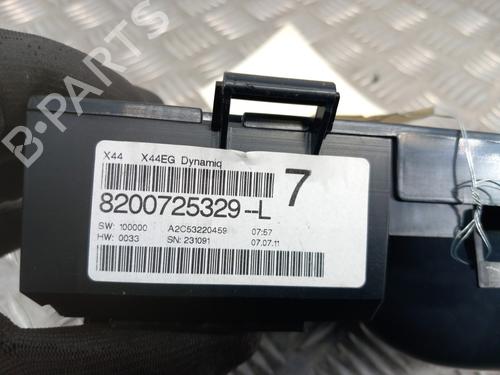 X44 X44EG Dynamiq
7
8200725329--L
SW: 100000 A2C53220459 07:57
HW: 0033 SN: 231091 07.07.11
B-PARTS